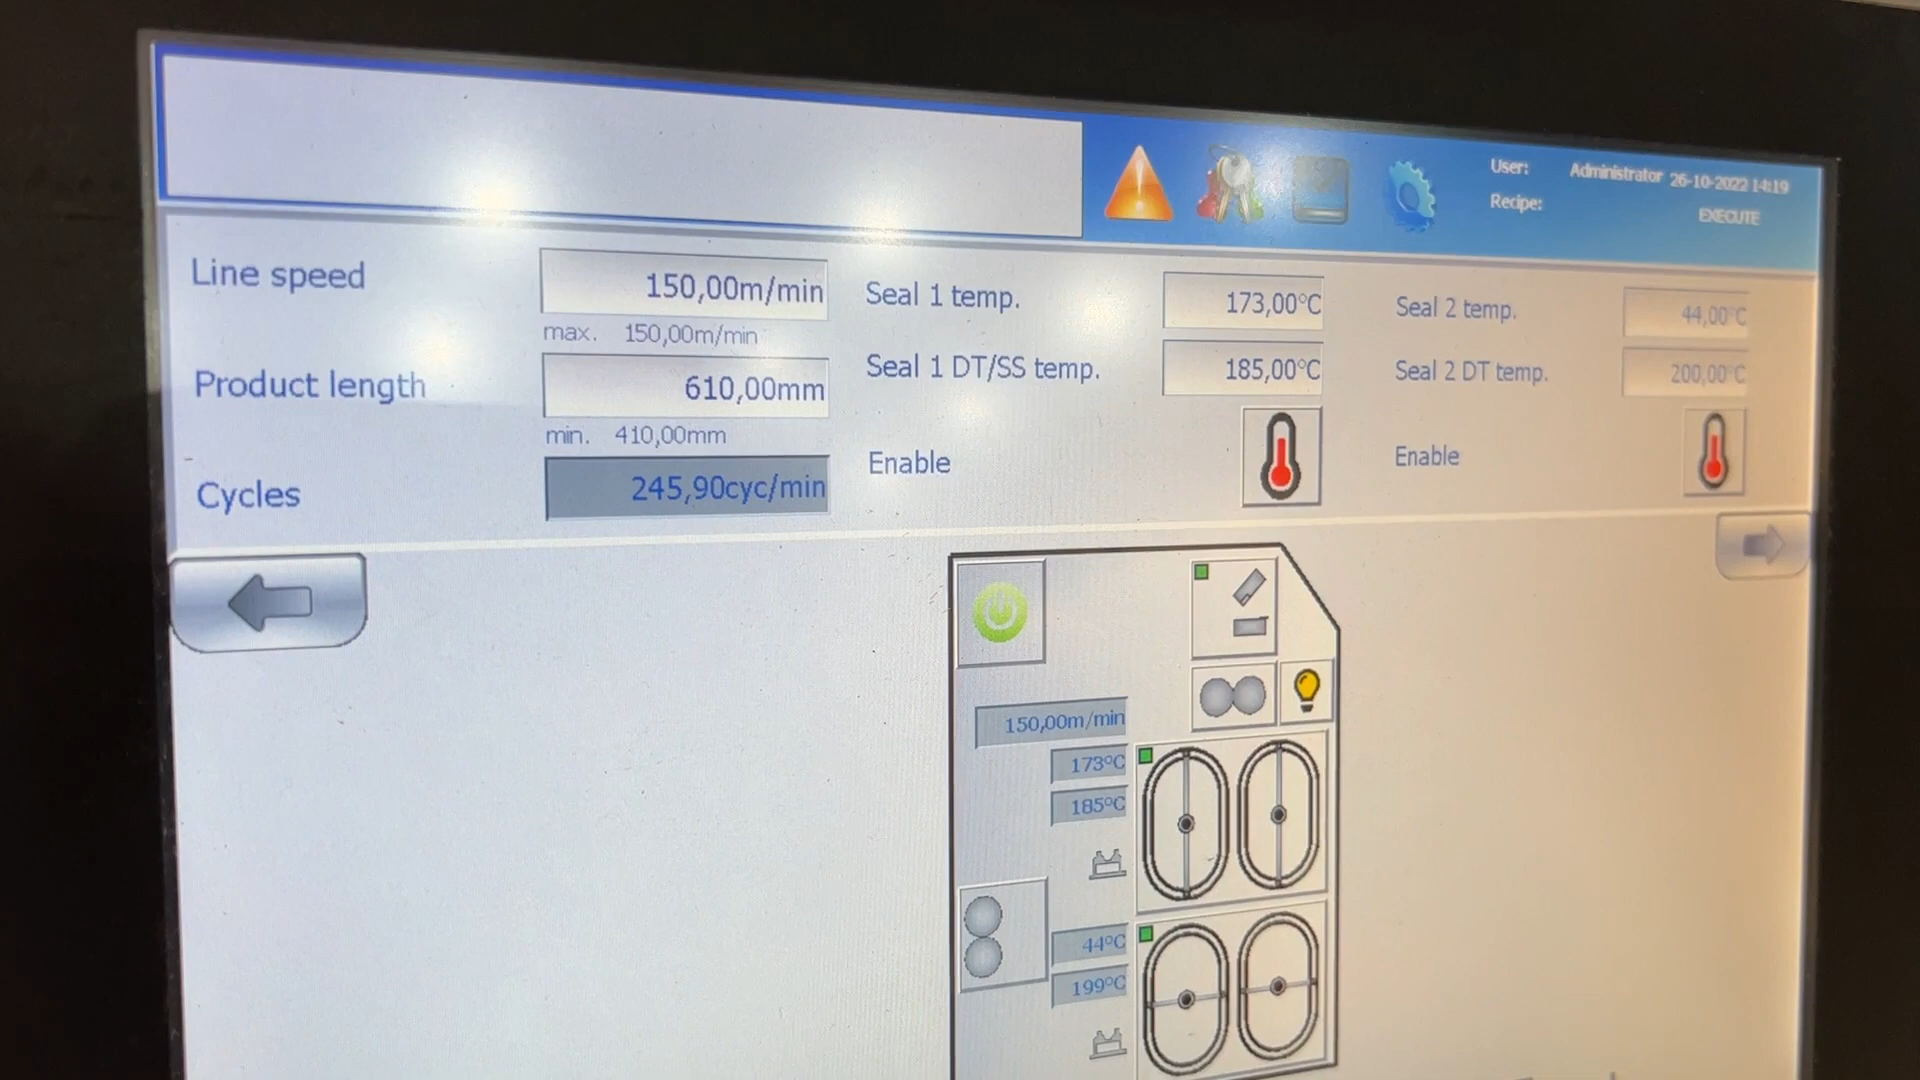 User: Administrator 26-10-2022 14:19
Recipe: EXECUTE
Line speed 150,00m/min
max. 150,00m/min
Product length 610,00mm
min. 410,00mm
Cycles 245,90cyc/min
Seal 1 temp. 173,00°C
Seal 1 DT/SS temp. 185,00°C
Enable
Seal 2 temp. 44,00°C
Seal 2 DT temp. 200,00°C
Enable
150,00m/min
173°C
185°C
44°C
199°C